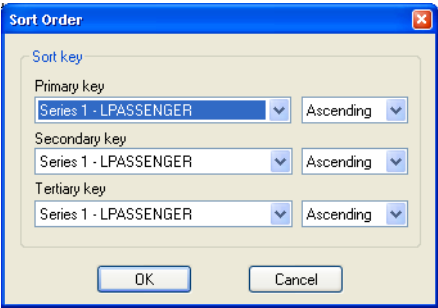 Sort Order
Sort key
Primary key
Series 1 - LPASSENGER Ascending
Secondary key
Series 1 - LPASSENGER Ascending
Tertiary key
Series 1 - LPASSENGER Ascending
OK Cancel